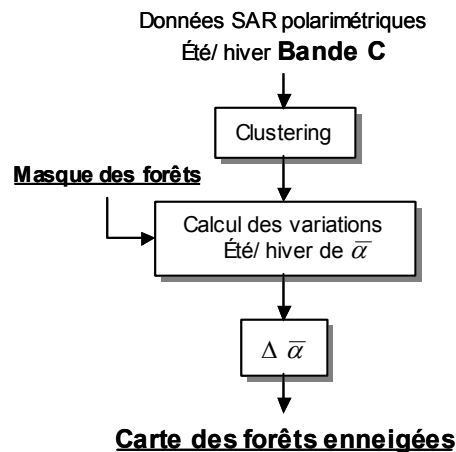 Données SAR polarimétriques
Été/ hiver Bande C
Clustering
Masque des forêts
Calcul des variations
Été/ hiver de α̅
Δ α̅
Carte des forêts enneigées